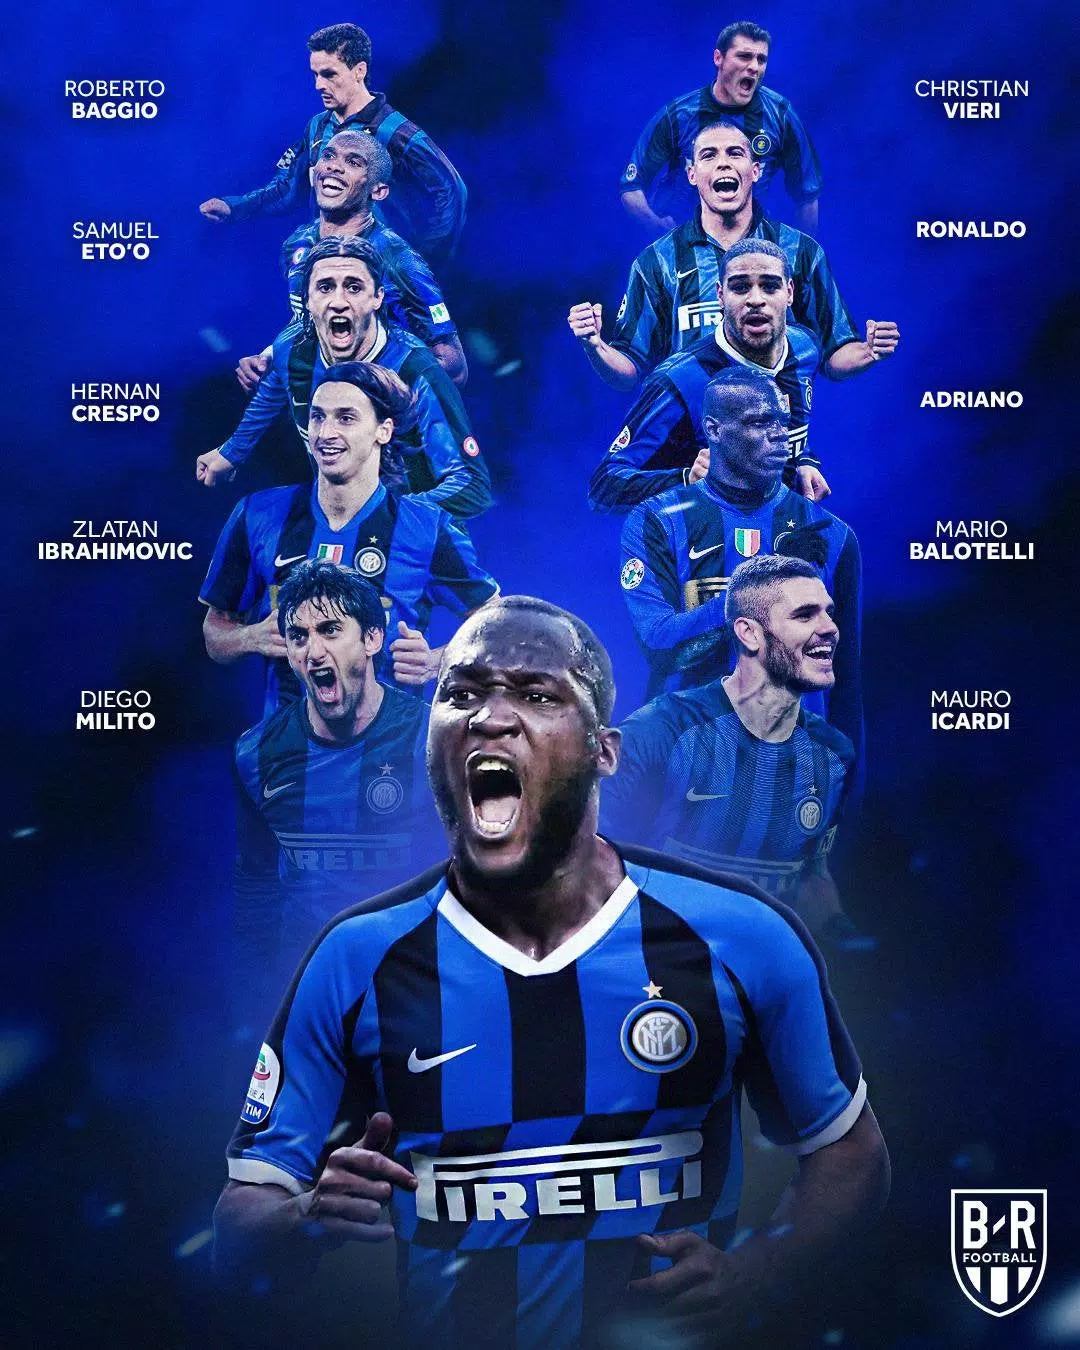 ROBERTO
BAGGIO
CHRISTIAN
VIERI
SAMUEL
ETO'O
RONALDO
HERNAN
CRESPO
ADRIANO
ZLATAN
IBRAHIMOVIC
MARIO
BALOTELLI
DIEGO
MILITO
MAURO
ICARDI
TIM
PIRELLI
B-R
FOOTBALL